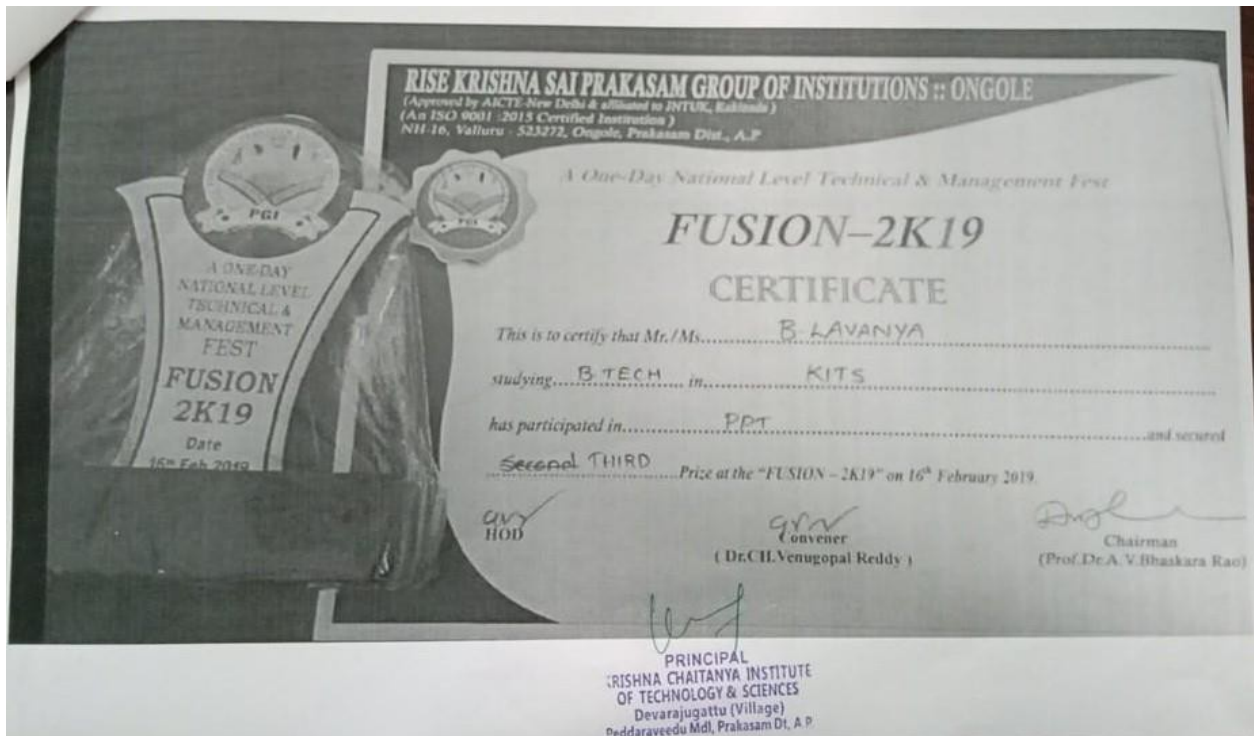 RISE KRISHNA SAI PRAKASAM GROUP OF INSTITUTIONS :: ONGOLE
(Approved by AICTE-New Delhi & affiliated to JNTUK, Kakinada)
(An ISO 9001 :2015 Certified Institution)
NH-16, Valluru - 523272, Ongole, Prakasam Dist., A.P
PGI
A ONE-DAY
NATIONAL LEVEL
TECHNICAL &
MANAGEMENT
FEST
FUSION
2K19
Date
16th Feb 2019
PGI
A One-Day National Level Technical & Management Fest
FUSION–2K19
CERTIFICATE
This is to certify that Mr./Ms. B LAVANYA
studying B TECH in KITS
has participated in PPT and secured
Second THIRD Prize at the “FUSION – 2K19” on 16th February 2019.
HOD
Convener
( Dr.CH.Venugopal Reddy )
Chairman
(Prof.Dr.A.V.Bhaskara Rao)
PRINCIPAL
KRISHNA CHAITANYA INSTITUTE
OF TECHNOLOGY & SCIENCES
Devarajugattu (Village)
Peddaraveedu Mdl, Prakasam Dt, A P